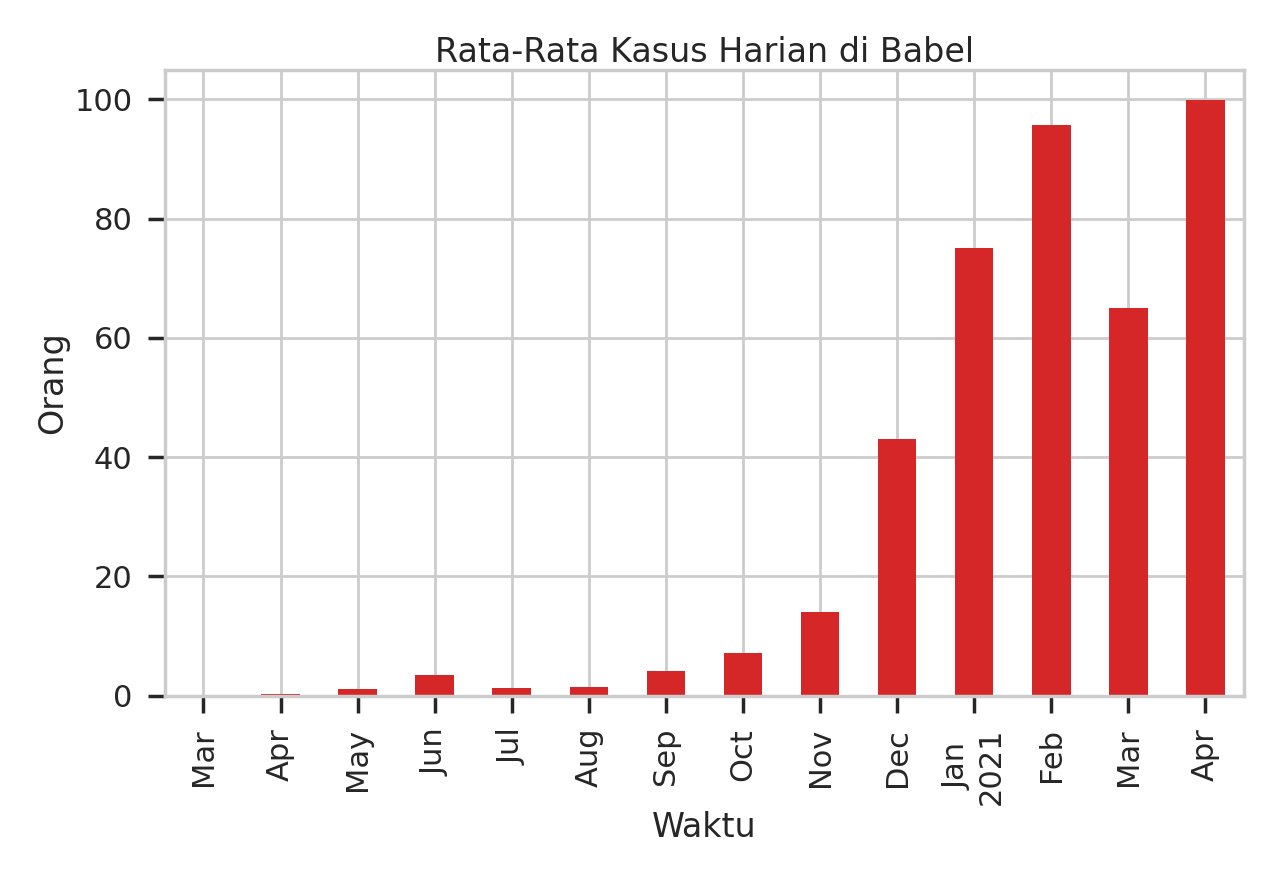 Rata-Rata Kasus Harian di Babel
Orang
100
80
60
40
20
0
Mar
Apr
May
Jun
Jul
Aug
Sep
Oct
Nov
Dec
Jan
2021
Feb
Mar
Apr
Waktu